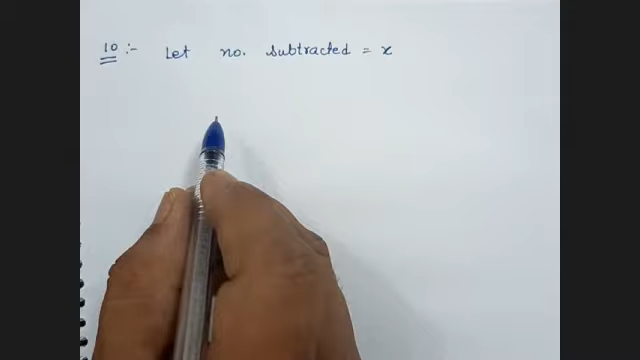 10 :- Let no. subtracted = x